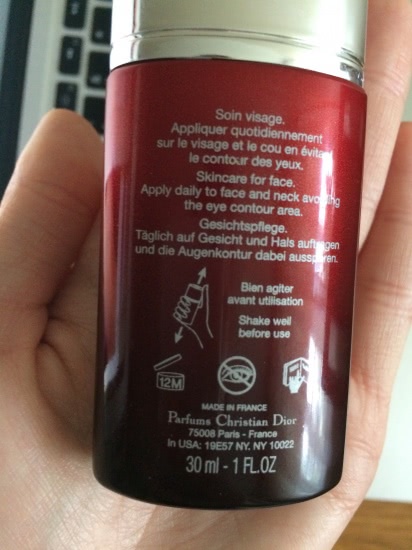 Soin visage.
Appliquer quotidiennement
sur le visage et le cou en évitant
le contour des yeux.
Skincare for face.
Apply daily to face and neck avoiding
the eye contour area.
Gesichtspflege.
Täglich auf Gesicht und Hals auftragen
und die Augenkontur dabei aussparen.
Bien agiter
avant utilisation
Shake well
before use
12M
MADE IN FRANCE
Parfums Christian Dior
75008 Paris - France
In USA: 19E57 NY. NY 10022
30 ml - 1 FL.OZ